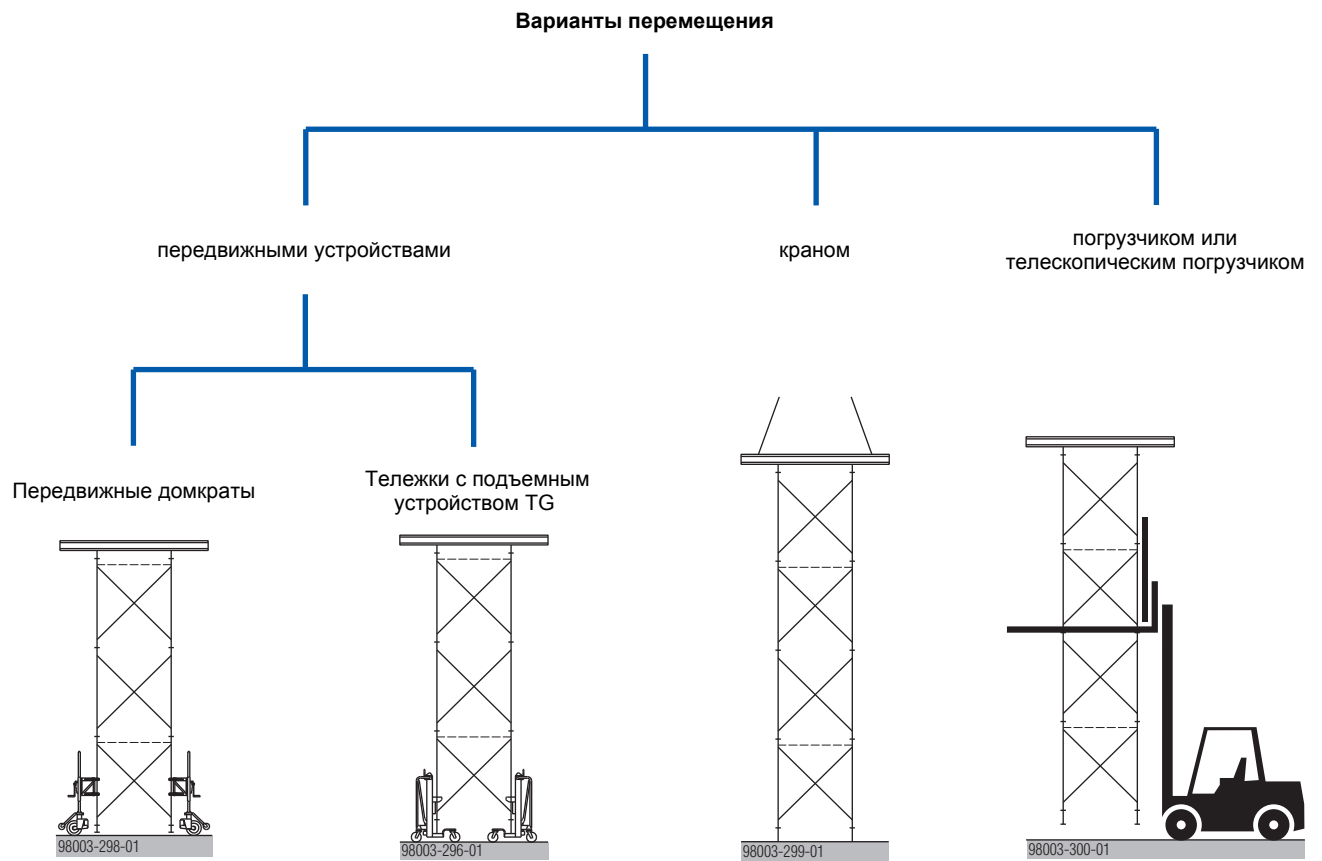 Варианты перемещения
передвижными устройствами
краном
погрузчиком или
телескопическим погрузчиком
Передвижные домкраты
Тележки с подъемным
устройством TG
98003-298-01
98003-296-01
98003-299-01
98003-300-01